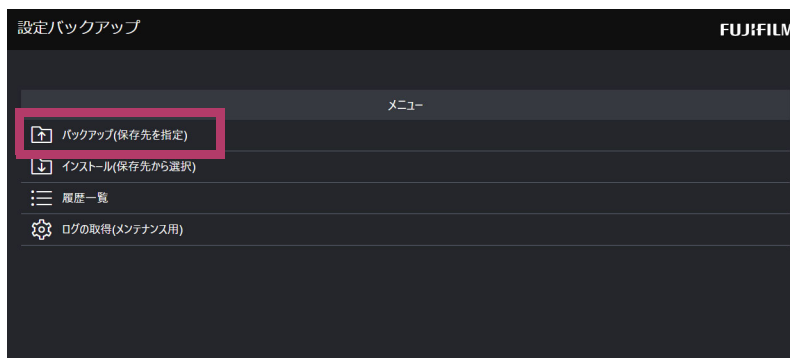 設定バックアップ
FUJIFILM
メニュー
バックアップ(保存先を指定)
インストール(保存先から選択)
履歴一覧
ログの取得(メンテナンス用)